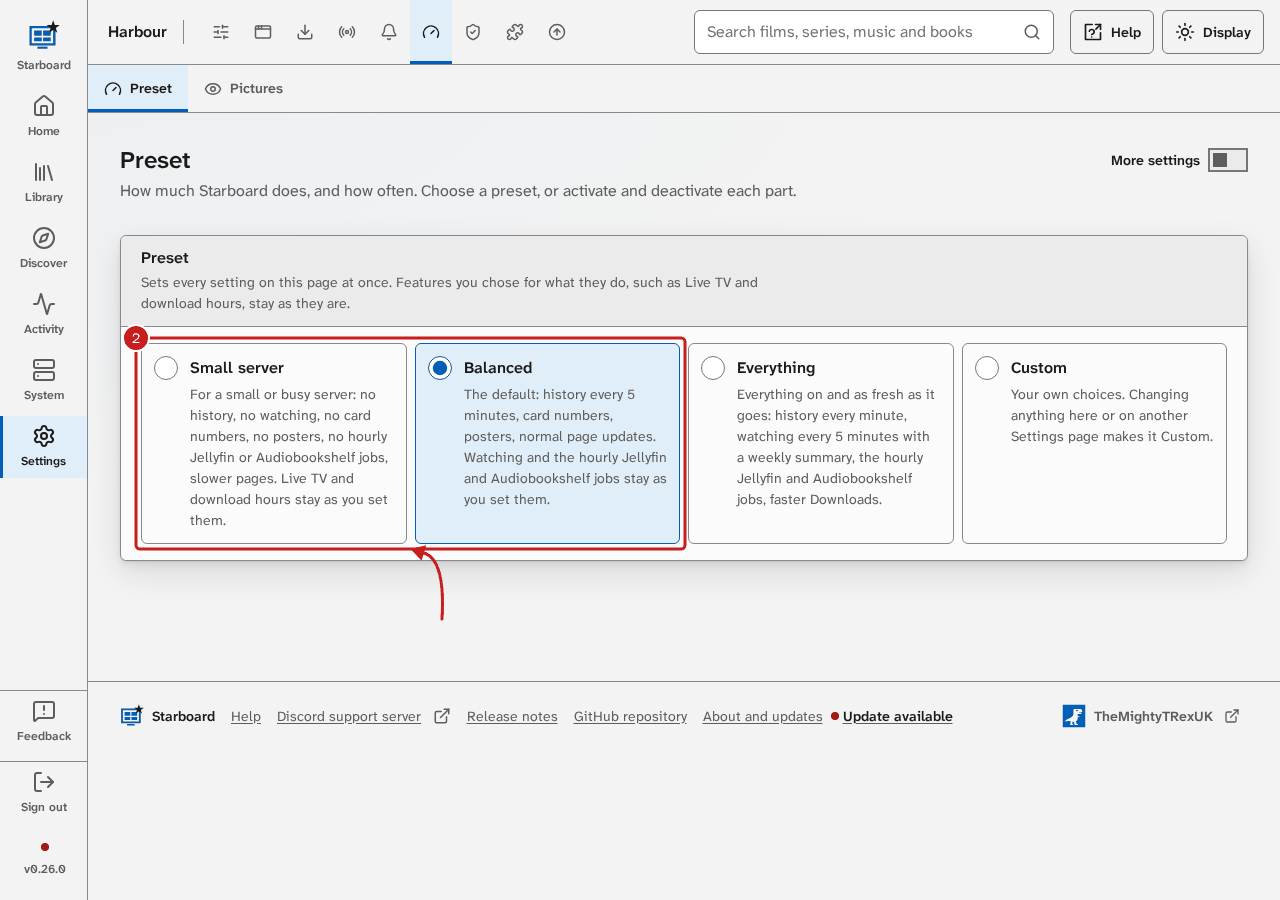 Starboard
Home
Library
Discover
Activity
System
Settings
Feedback
Sign out
v0.26.0
Harbour
Search films, series, music and books
Help
Display
Preset
Pictures
Preset
How much Starboard does, and how often. Choose a preset, or activate and deactivate each part.
More settings
Preset
Sets every setting on this page at once. Features you chose for what they do, such as Live TV and
download hours, stay as they are.
2
Small server
For a small or busy server: no
history, no watching, no card
numbers, no posters, no hourly
Jellyfin or Audiobookshelf jobs,
slower pages. Live TV and
download hours stay as you set
them.
Balanced
The default: history every 5
minutes, card numbers,
posters, normal page updates.
Watching and the hourly Jellyfin
and Audiobookshelf jobs stay as
you set them.
Everything
Everything on and as fresh as it
goes: history every minute,
watching every 5 minutes with
a weekly summary, the hourly
Jellyfin and Audiobookshelf
jobs, faster Downloads.
Custom
Your own choices. Changing
anything here or on another
Settings page makes it Custom.
Starboard
Help
Discord support server
Release notes
GitHub repository
About and updates
Update available
TheMightyTRexUK